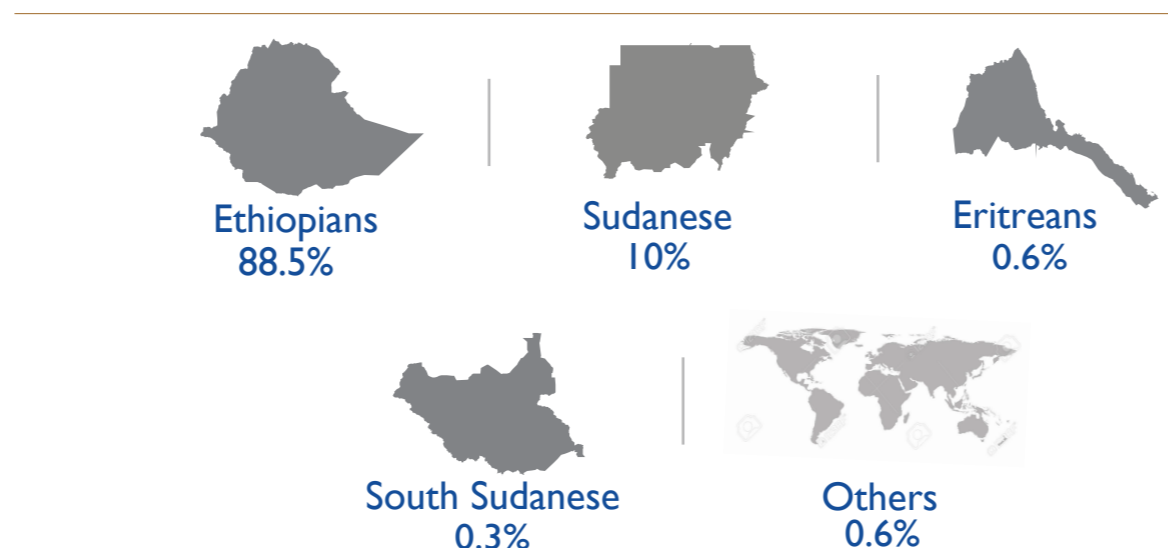 Ethiopians
88.5%
Sudanese
10%
Eritreans
0.6%
South Sudanese
0.3%
Others
0.6%